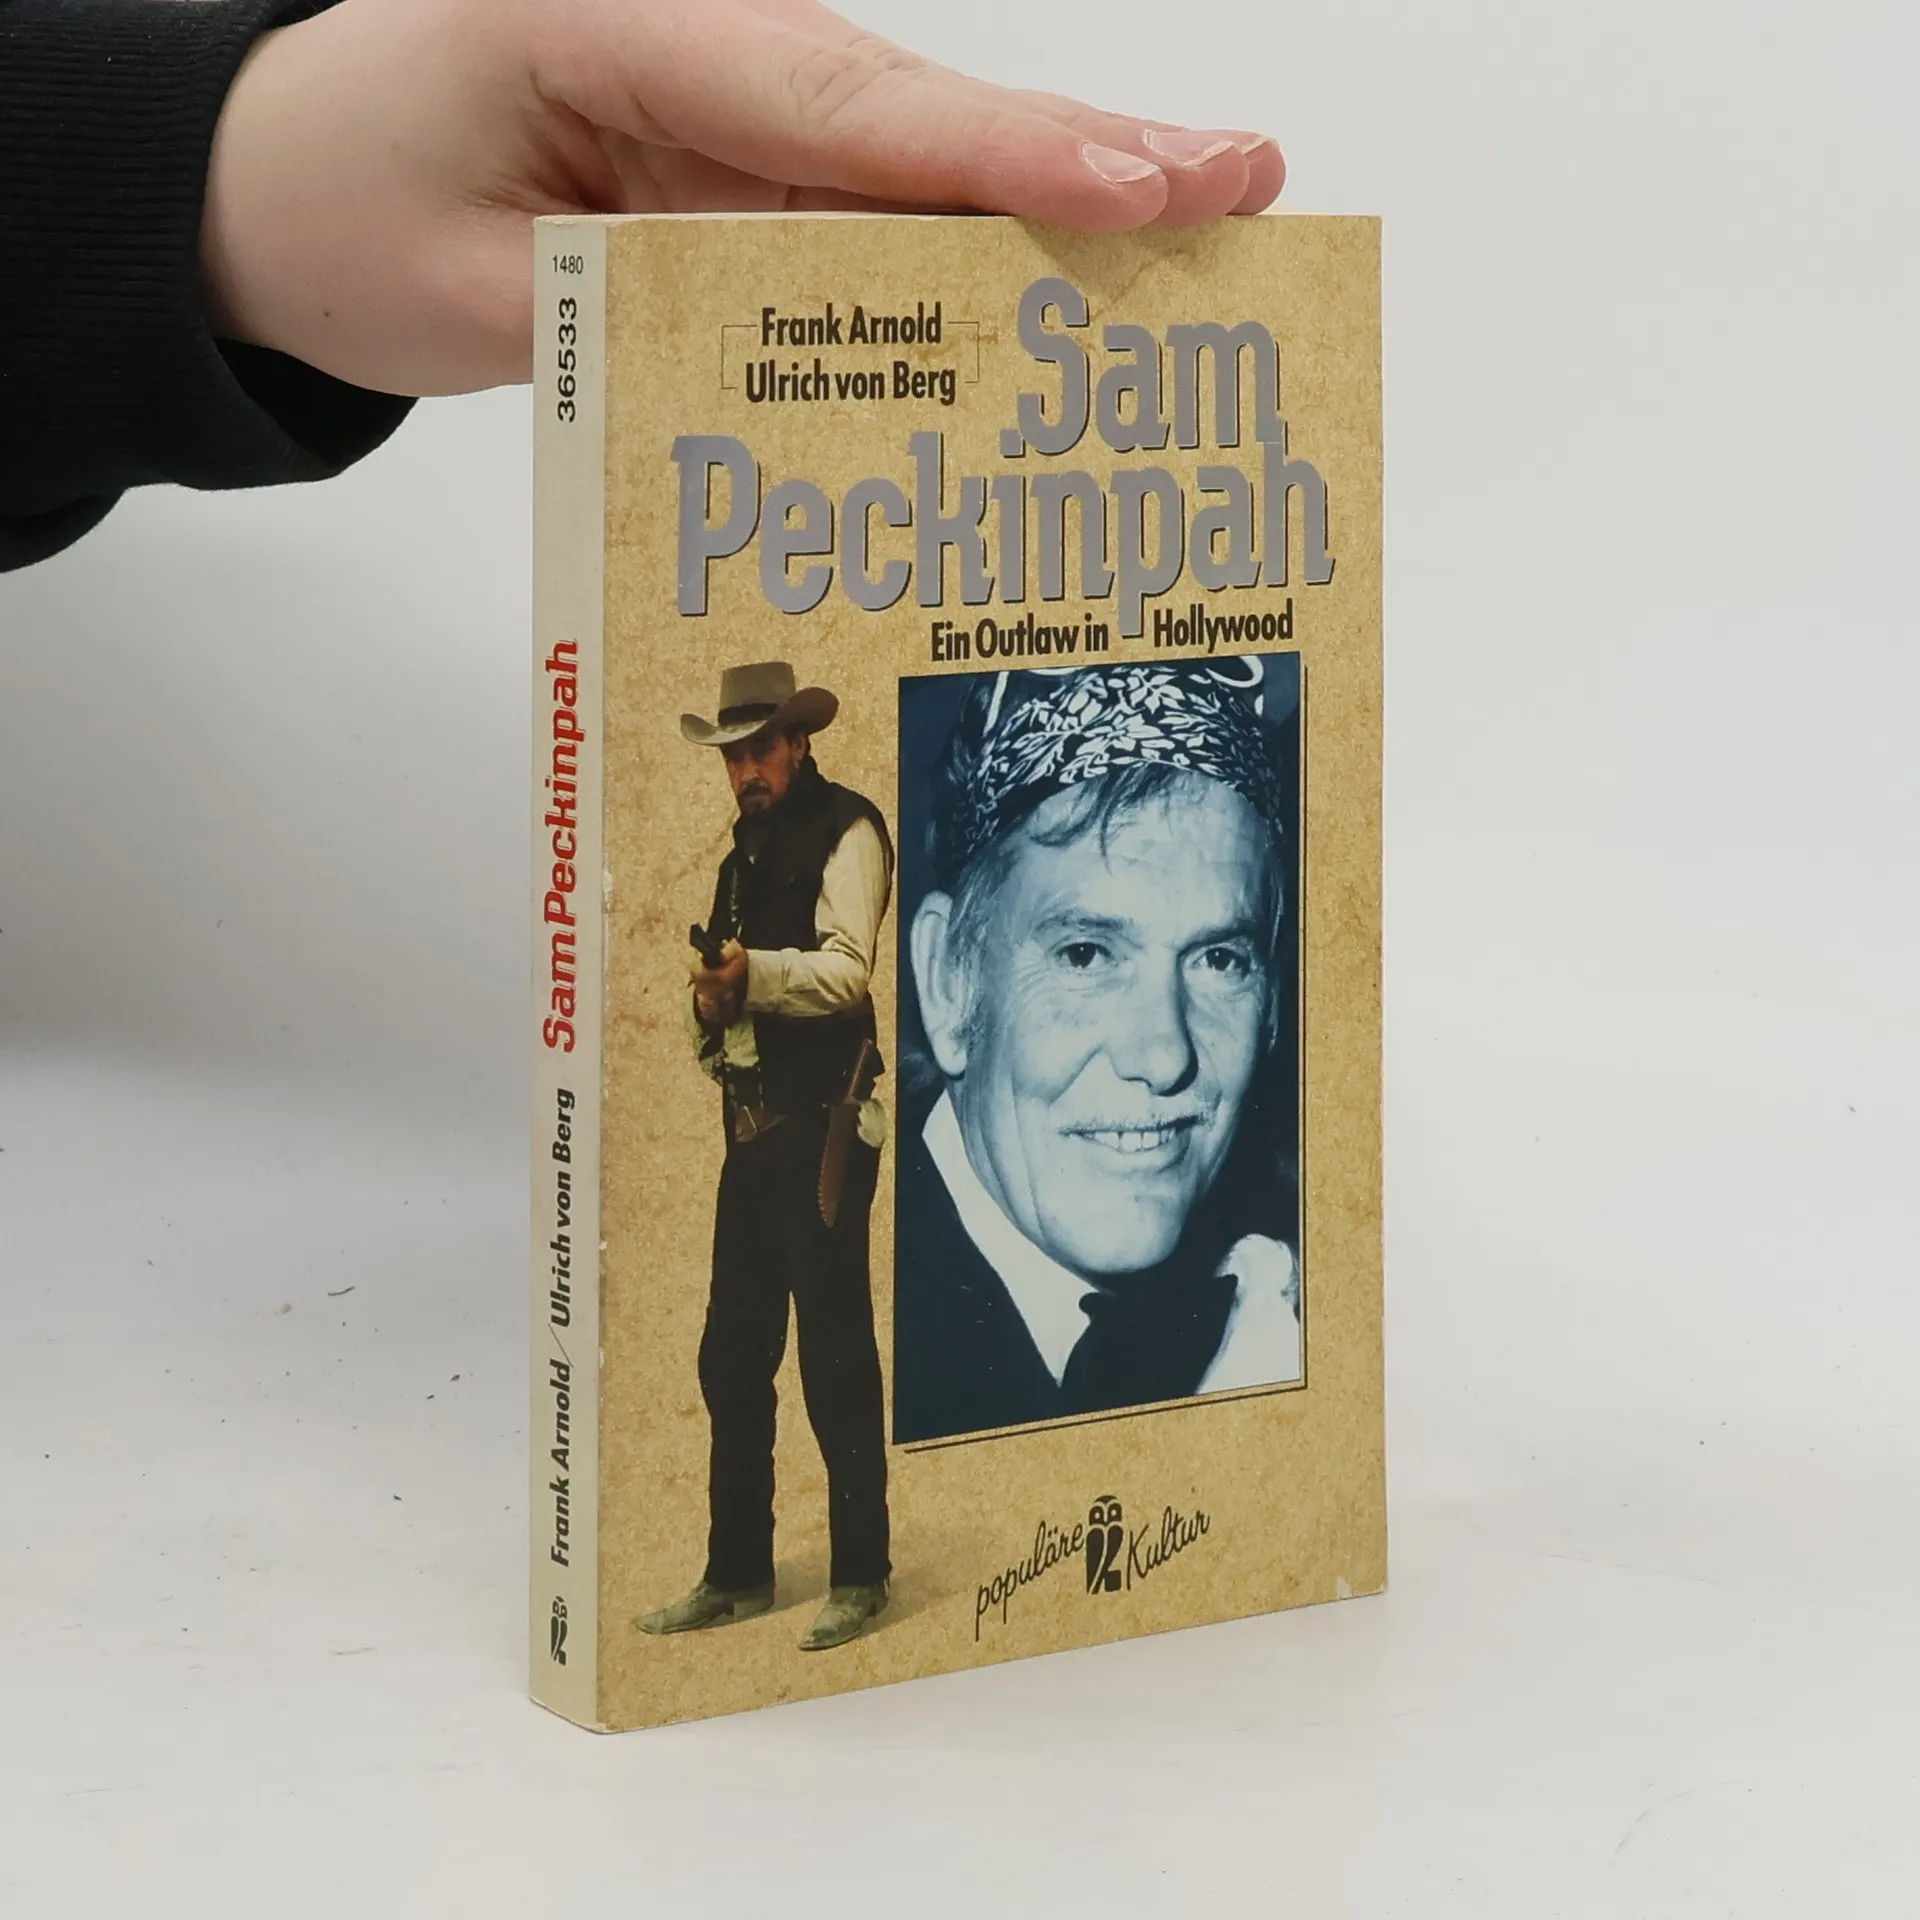 1480
36533
Sam Peckinpah
Frank Arnold/Ulrich von Berg
Frank Arnold
Ulrich von Berg
Sam
Peckinpah
Ein Outlaw in Hollywood
populäre Kultur